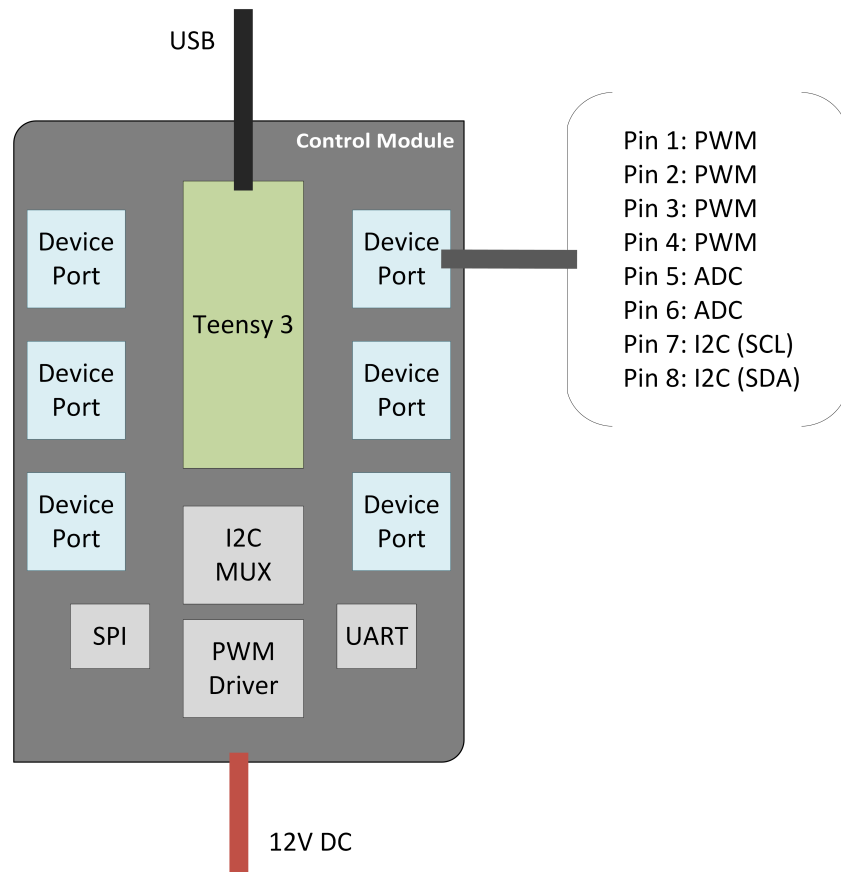 USB
Control Module
Device
Port
Teensy 3
Device
Port
Pin 1: PWM
Pin 2: PWM
Pin 3: PWM
Pin 4: PWM
Pin 5: ADC
Pin 6: ADC
Pin 7: I2C (SCL)
Pin 8: I2C (SDA)
Device
Port
Device
Port
Device
Port
I2C
MUX
Device
Port
SPI
PWM
Driver
UART
12V DC